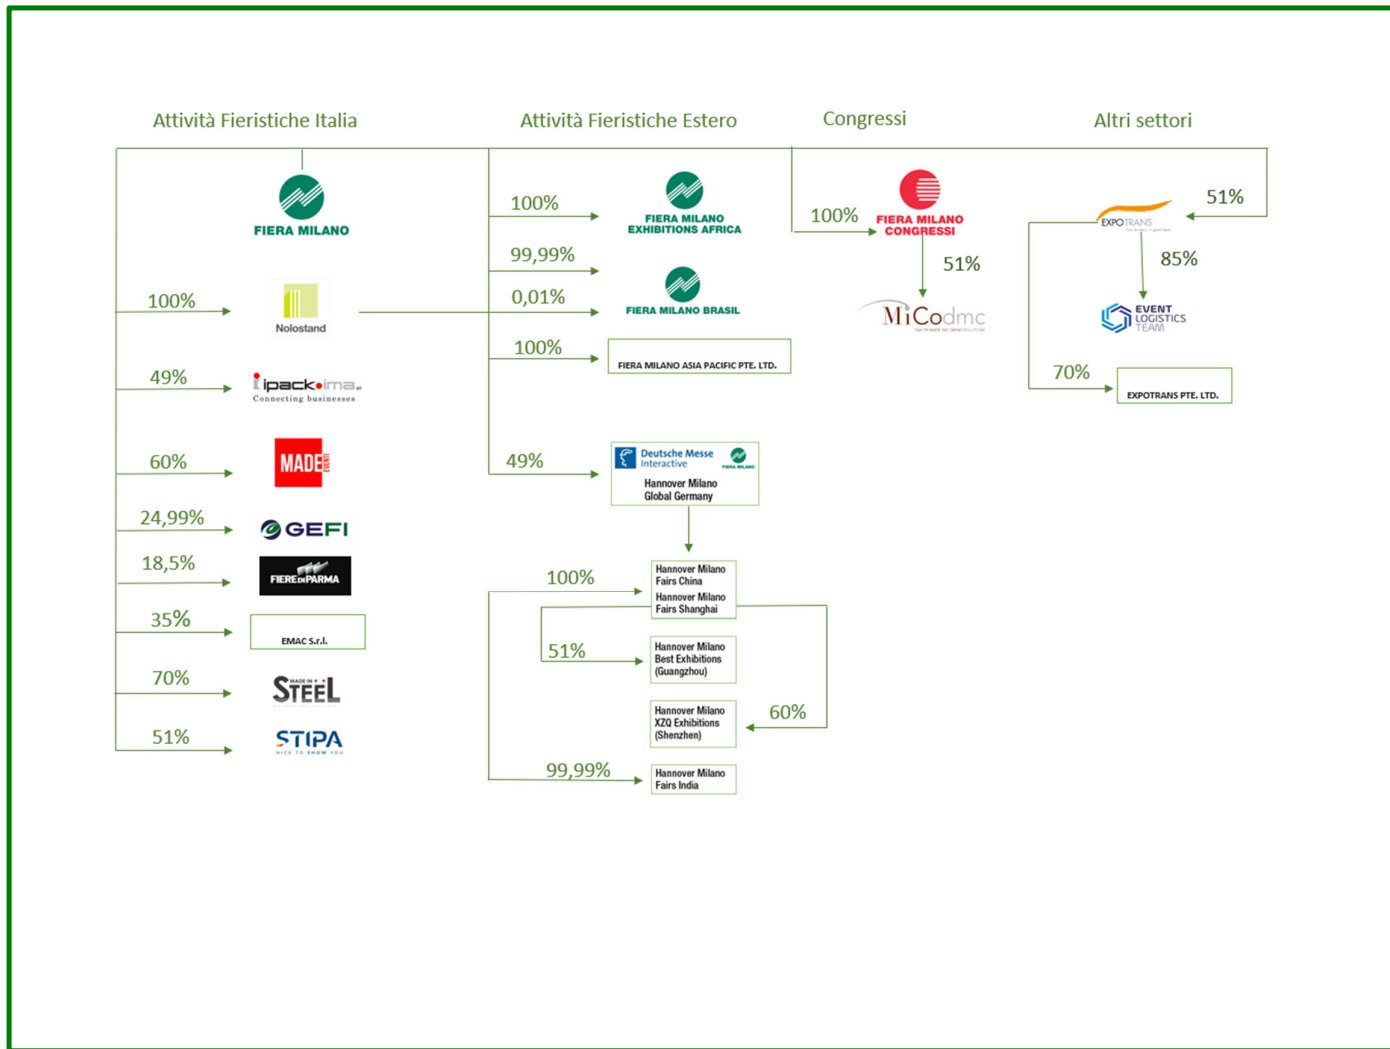 Attività Fieristiche Italia
Attività Fieristiche Estero
Congressi
Altri settori
FIERA MILANO
100%
Nolostand
49%
ipack•ima srl
Connecting businesses
60%
MADE
EVENTI
24,99%
GEFI
18,5%
FIERE DI PARMA
35%
EMAC S.r.l.
70%
MADE IN
STEEL
51%
STIPA
NICE TO SHOW YOU
100%
FIERA MILANO
EXHIBITIONS AFRICA
99,99%
0,01%
FIERA MILANO BRASIL
100%
FIERA MILANO ASIA PACIFIC PTE. LTD.
49%
Deutsche Messe
Interactive
FIERA MILANO
Hannover Milano
Global Germany
100%
Hannover Milano
Fairs China
Hannover Milano
Fairs Shanghai
51%
Hannover Milano
Best Exhibitions
(Guangzhou)
60%
Hannover Milano
XZQ Exhibitions
(Shenzhen)
99,99%
Hannover Milano
Fairs India
100%
FIERA MILANO
CONGRESSI
51%
MiCodmc
51%
EXPOTRANS
85%
EVENT
LOGISTICS
TEAM
70%
EXPOTRANS PTE. LTD.